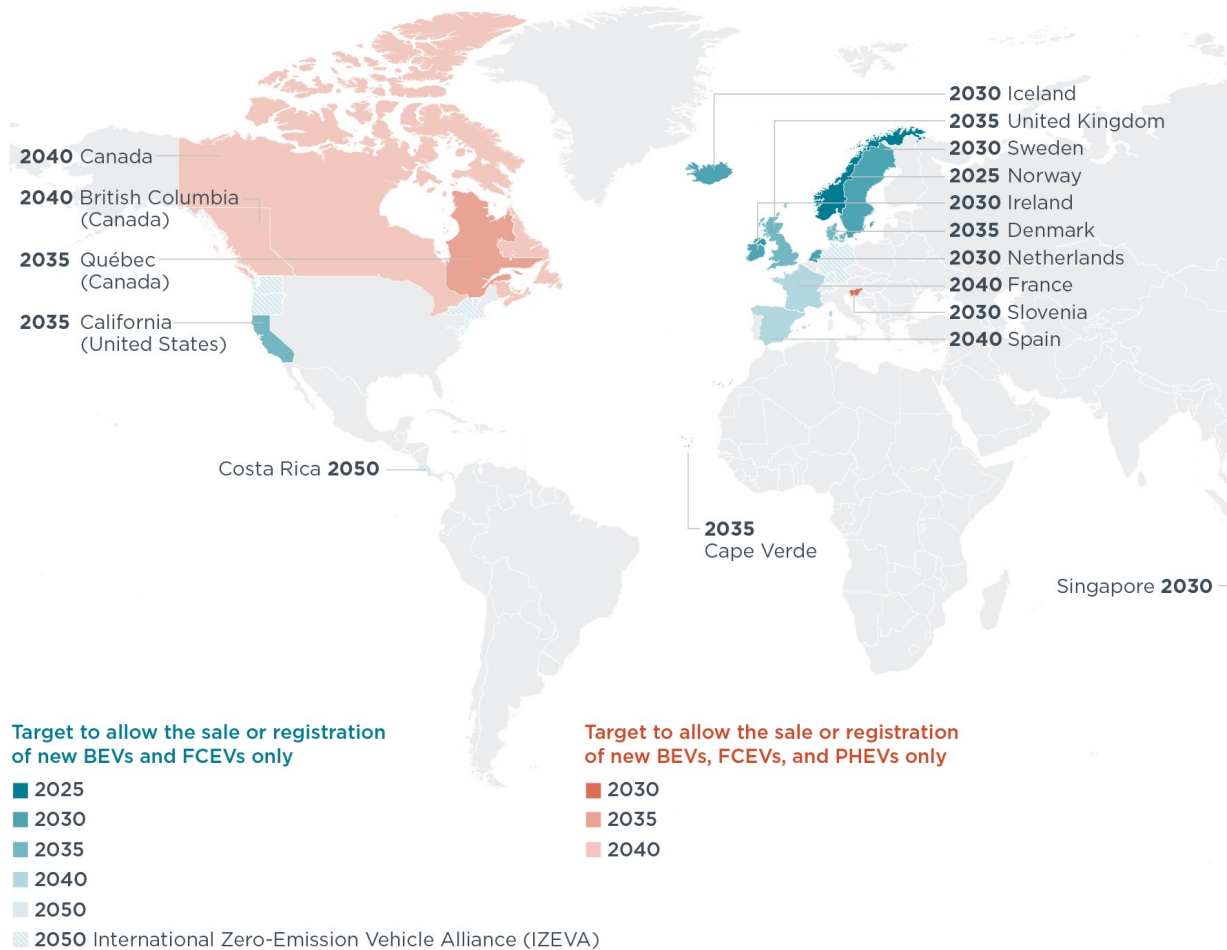 2040 Canada
2040 British Columbia
(Canada)
2035 Québec
(Canada)
2035 California
(United States)
Costa Rica 2050
2030 Iceland
2035 United Kingdom
2030 Sweden
2025 Norway
2030 Ireland
2035 Denmark
2030 Netherlands
2040 France
2030 Slovenia
2040 Spain
2035
Cape Verde
Singapore 2030
Target to allow the sale or registration
of new BEVs and FCEVs only
2025
2030
2035
2040
2050
2050 International Zero-Emission Vehicle Alliance (IZEVA)
Target to allow the sale or registration
of new BEVs, FCEVs, and PHEVs only
2030
2035
2040